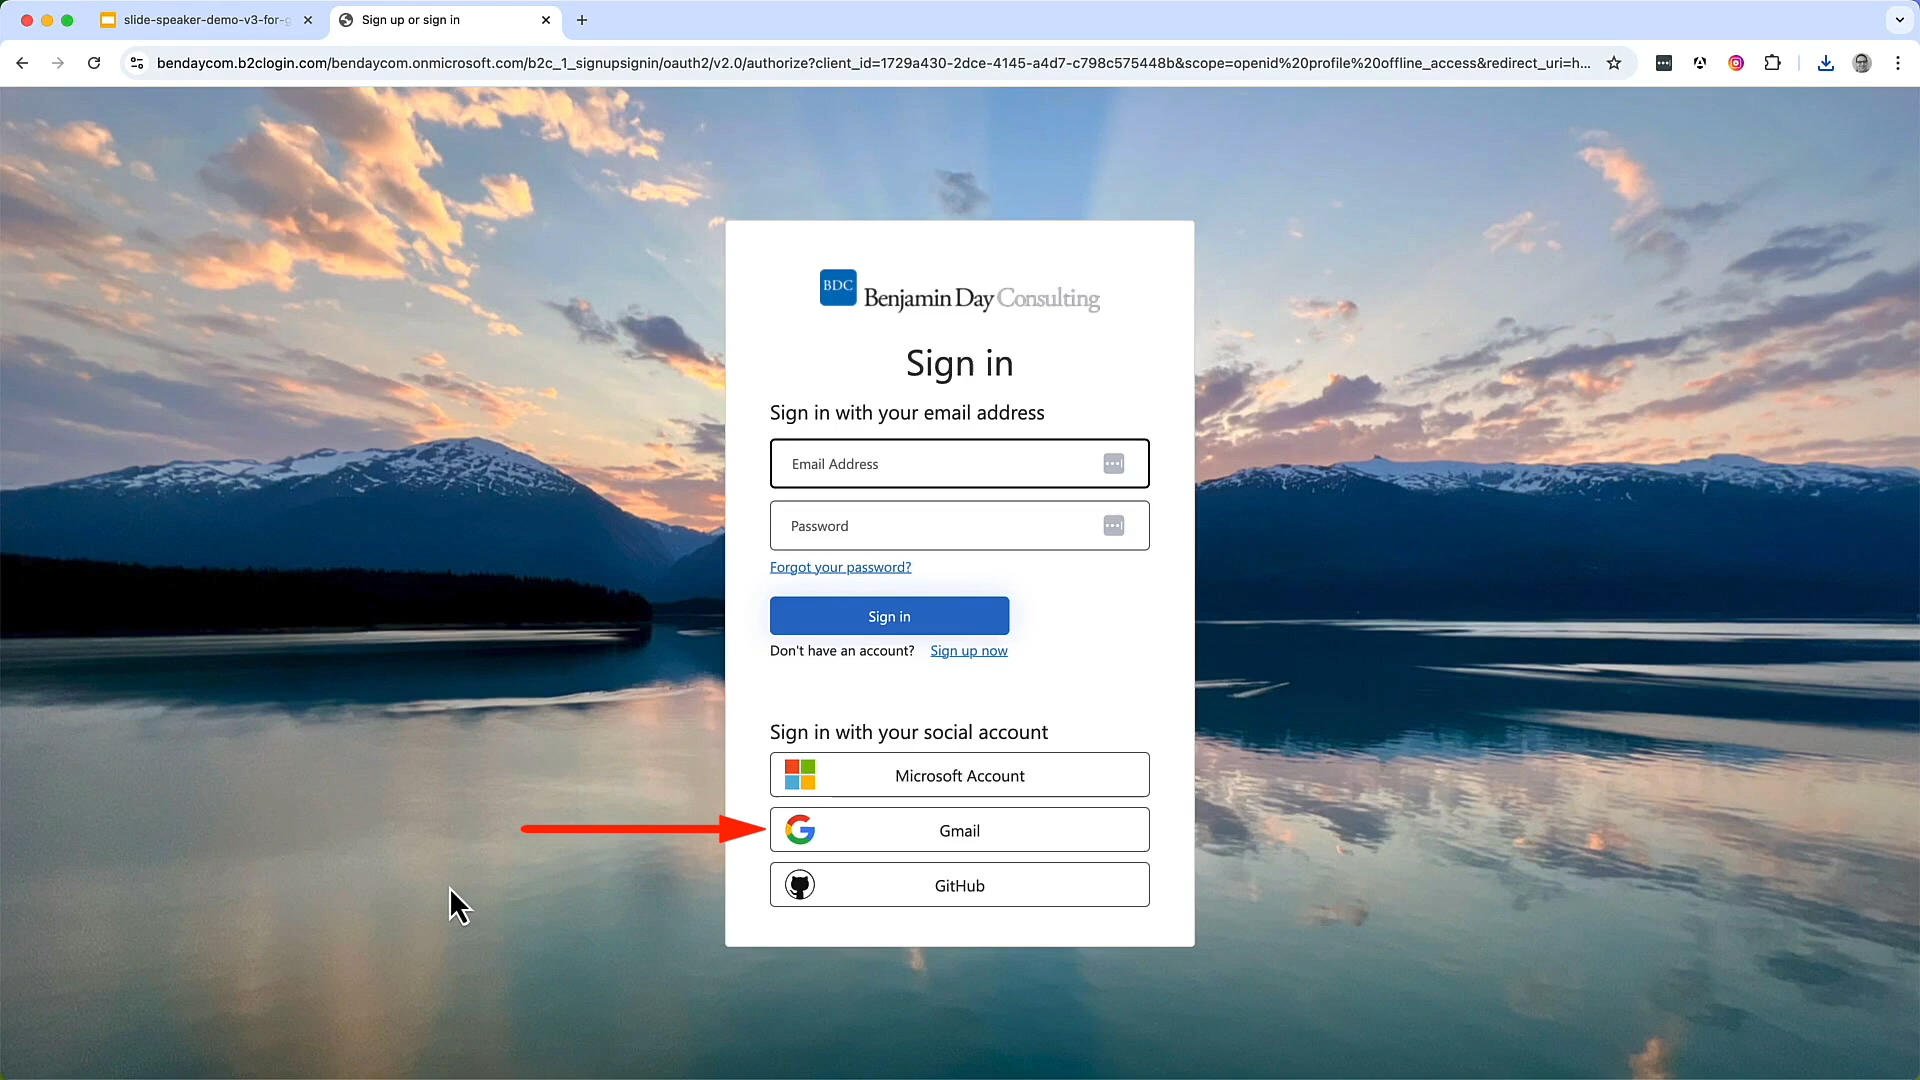 slide-speaker-demo-v3-for-g
Sign up or sign in
bendaycom.b2clogin.com/bendaycom.onmicrosoft.com/b2c_1_signupsignin/oauth2/v2.0/authorize?client_id=1729a430-2dce-4145-a4d7-c798c575448b&scope=openid%20profile%20offline_access&redirect_uri=h...
BDC Benjamin Day Consulting
Sign in
Sign in with your email address
Email Address
Password
Forgot your password?
Sign in
Don't have an account? Sign up now
Sign in with your social account
Microsoft Account
Gmail
GitHub